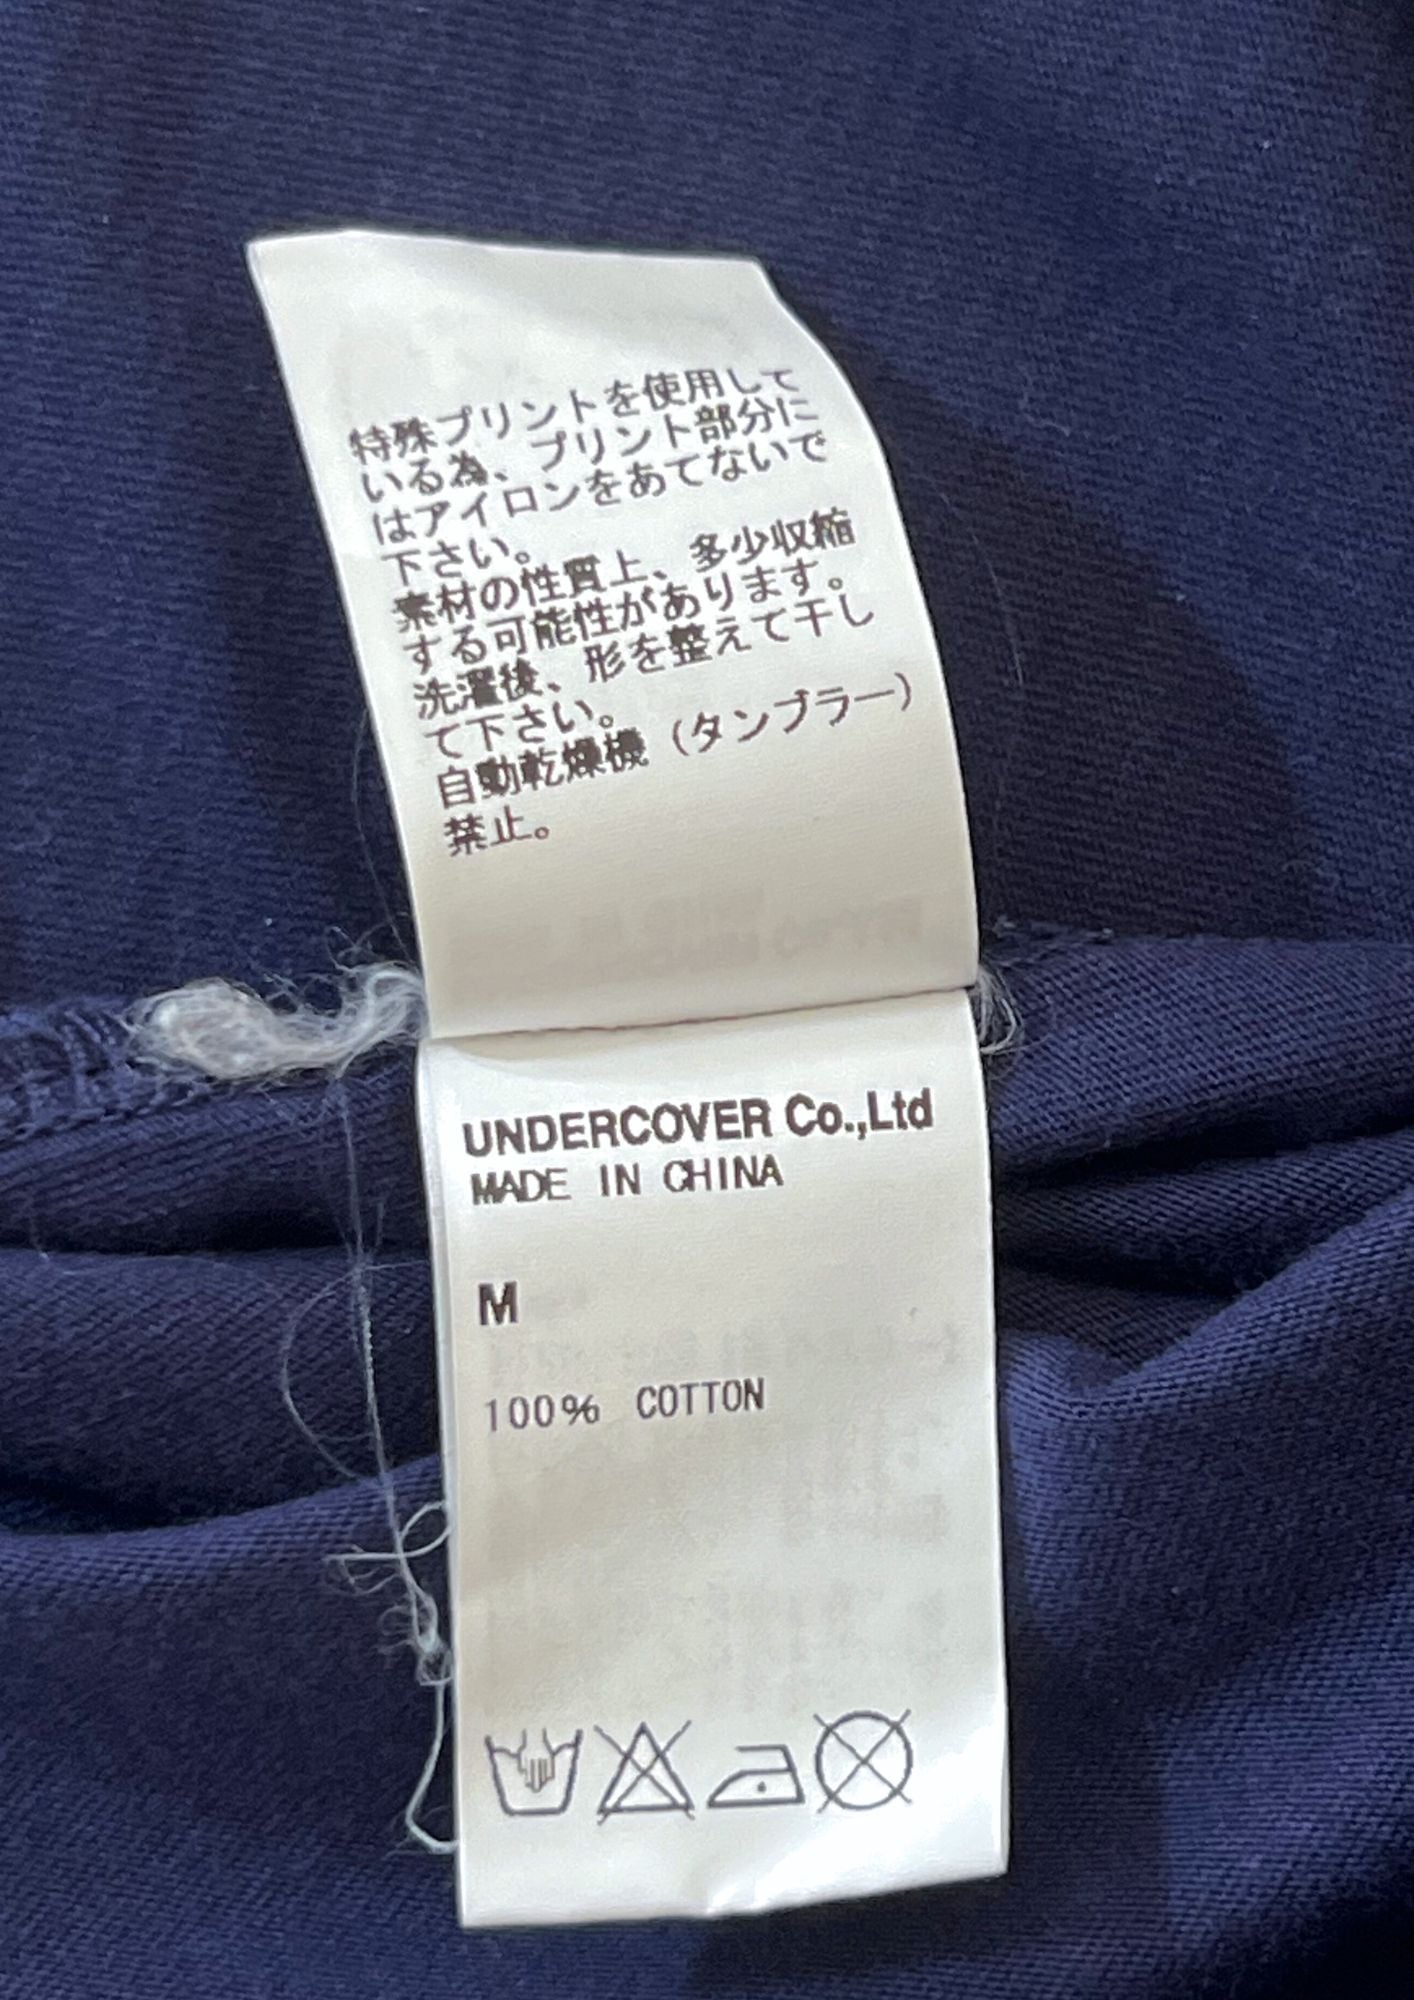 特殊プリントを使用して
いる為、プリント部分に
はアイロンをあてないで
下さい。
素材の性質上、多少収縮
する可能性があります。
洗濯後、形を整えて干し
て下さい。
自動乾燥機（タンブラー）
禁止。
UNDERCOVER Co.,Ltd
MADE IN CHINA
M
100% COTTON